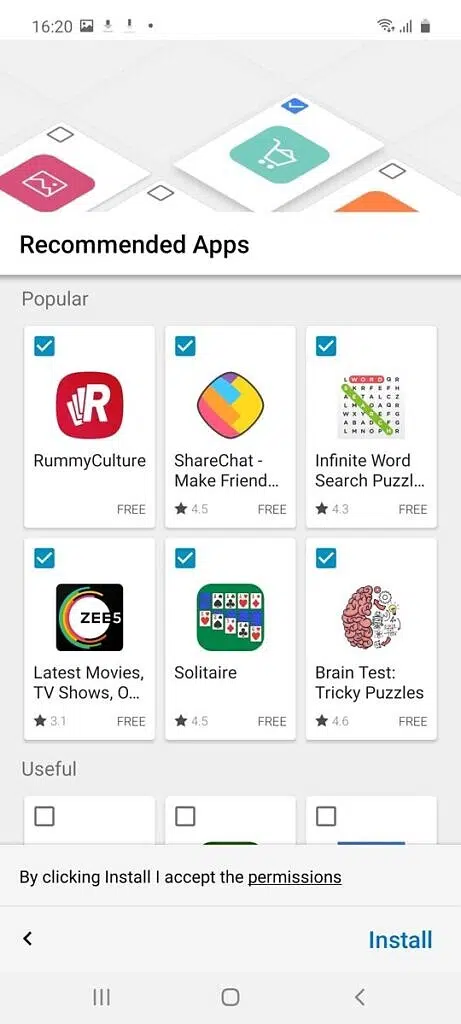 16:20
Recommended Apps
Popular
R
RummyCulture
FREE
ShareChat -
Make Friend...
4.5 FREE
WORD
Infinite Word
Search Puzzl...
4.3 FREE
ZEE5
Latest Movies,
TV Shows, O...
3.1 FREE
Solitaire
4.5 FREE
Brain Test:
Tricky Puzzles
4.6 FREE
Useful
By clicking Install I accept the permissions
Install